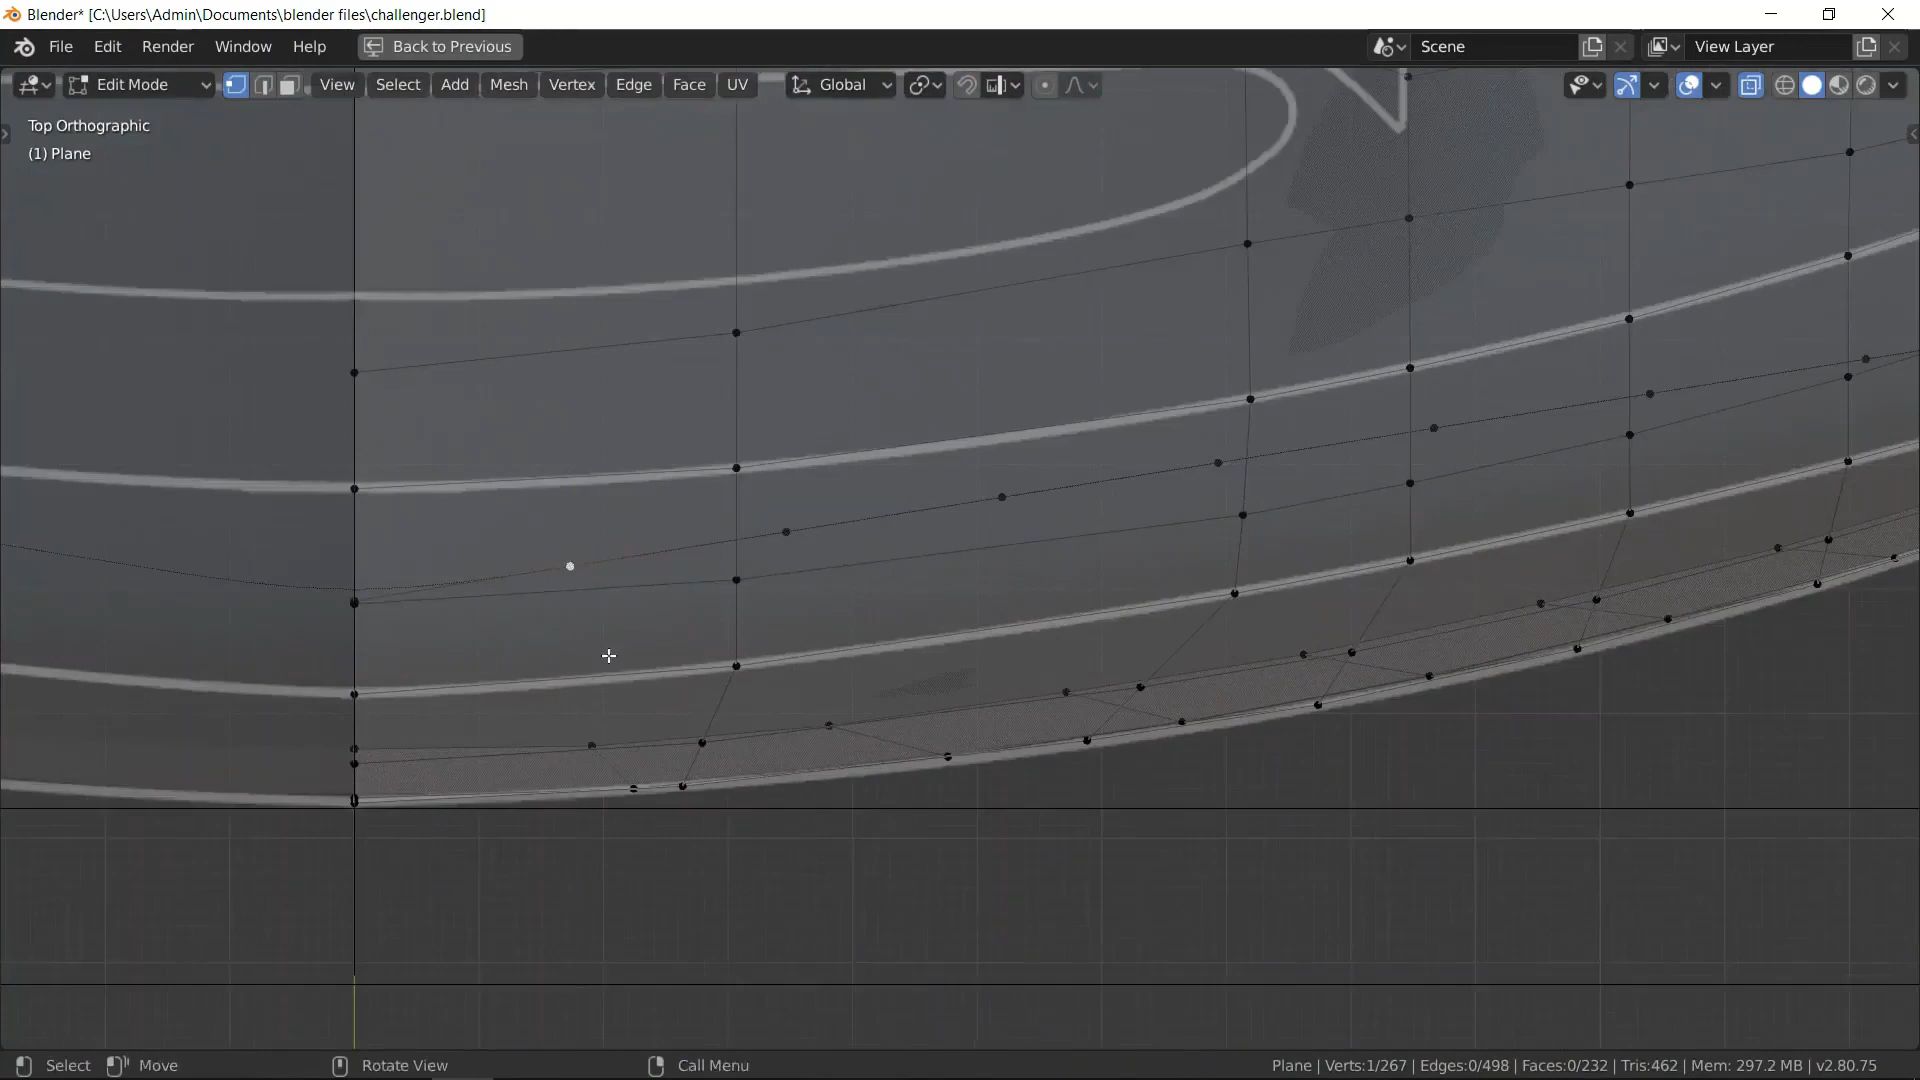 Blender* [C:\Users\Admin\Documents\blender files\challenger.blend]
File Edit Render Window Help Back to Previous Scene View Layer
Edit Mode View Select Add Mesh Vertex Edge Face UV Global
Top Orthographic
(1) Plane
Select Move Rotate View Call Menu Plane | Verts:1/267 | Edges:0/498 | Faces:0/232 | Tris:462 | Mem: 297.2 MB | v2.80.75